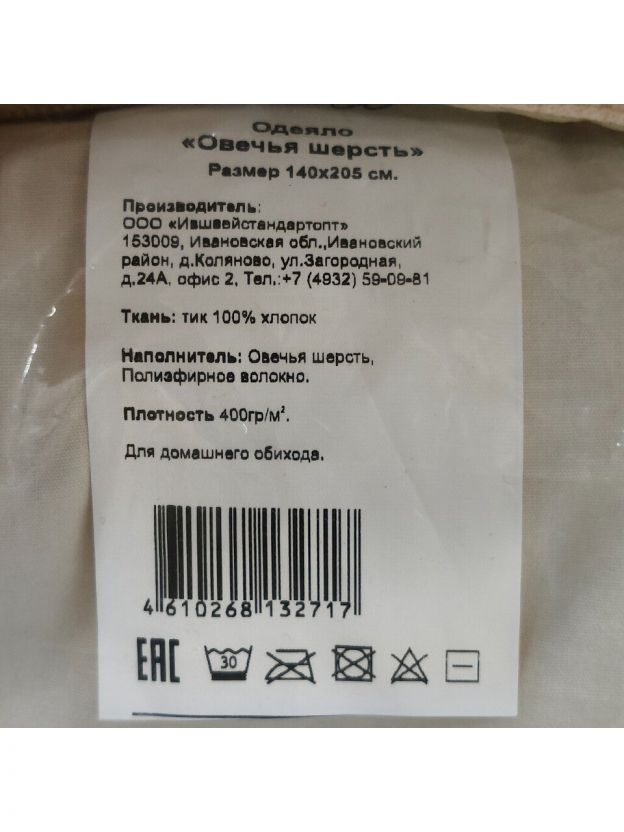 Одеяло
«Овечья шерсть»
Размер 140х205 см.
Производитель:
ООО «Ившвейстандартопт»
153009, Ивановская обл.,Ивановский
район, д.Коляново, ул.Загородная,
д.24А, офис 2, Тел.:+7 (4932) 59-09-81
Ткань: тик 100% хлопок
Наполнитель: Овечья шерсть,
Полиэфирное волокно.
Плотность 400гр/м².
Для домашнего обихода.
4 610268 132717
EAC 30